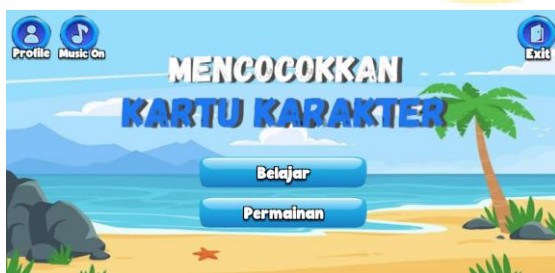 Profile
Music On
Exit
MENCOCOKKAN
KARTU KARAKTER
Belajar
Permainan